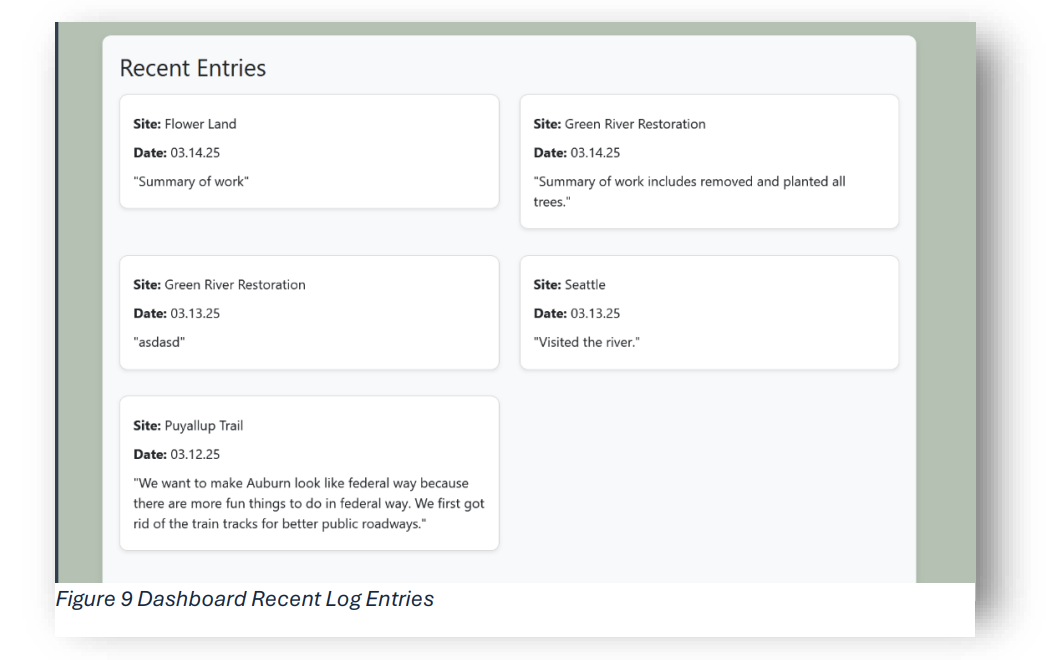 Recent Entries
Site: Flower Land
Date: 03.14.25
"Summary of work"
Site: Green River Restoration
Date: 03.14.25
"Summary of work includes removed and planted all
trees."
Site: Green River Restoration
Date: 03.13.25
"asdasd"
Site: Seattle
Date: 03.13.25
"Visited the river."
Site: Puyallup Trail
Date: 03.12.25
"We want to make Auburn look like federal way because
there are more fun things to do in federal way. We first got
rid of the train tracks for better public roadways."
Figure 9 Dashboard Recent Log Entries